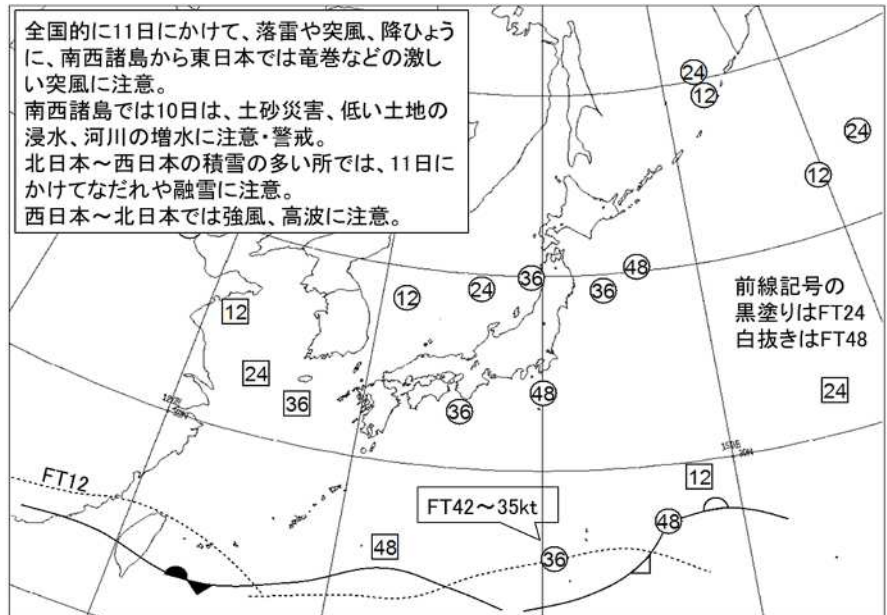 全国的に11日にかけて、落雷や突風、降ひょう
に、南西諸島から東日本では竜巻などの激し
い突風に注意。
南西諸島では10日は、土砂災害、低い土地の
浸水、河川の増水に注意・警戒。
北日本～西日本の積雪の多い所では、11日に
かけてなだれや融雪に注意。
西日本～北日本では強風、高波に注意。
24
12
24
12
48
36
36
24
12
前線記号の
黒塗りはFT24
白抜きはFT48
12
24
36
48
36
24
12
FT12
FT42～35kt
48
48
36